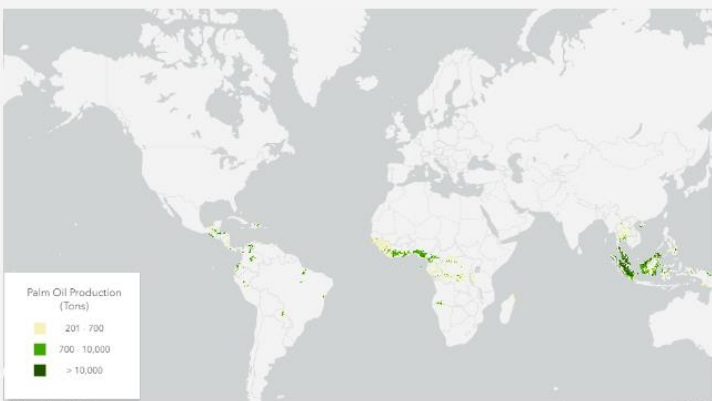 Palm Oil Production
(Tons)
201 - 700
700 - 10,000
> 10,000